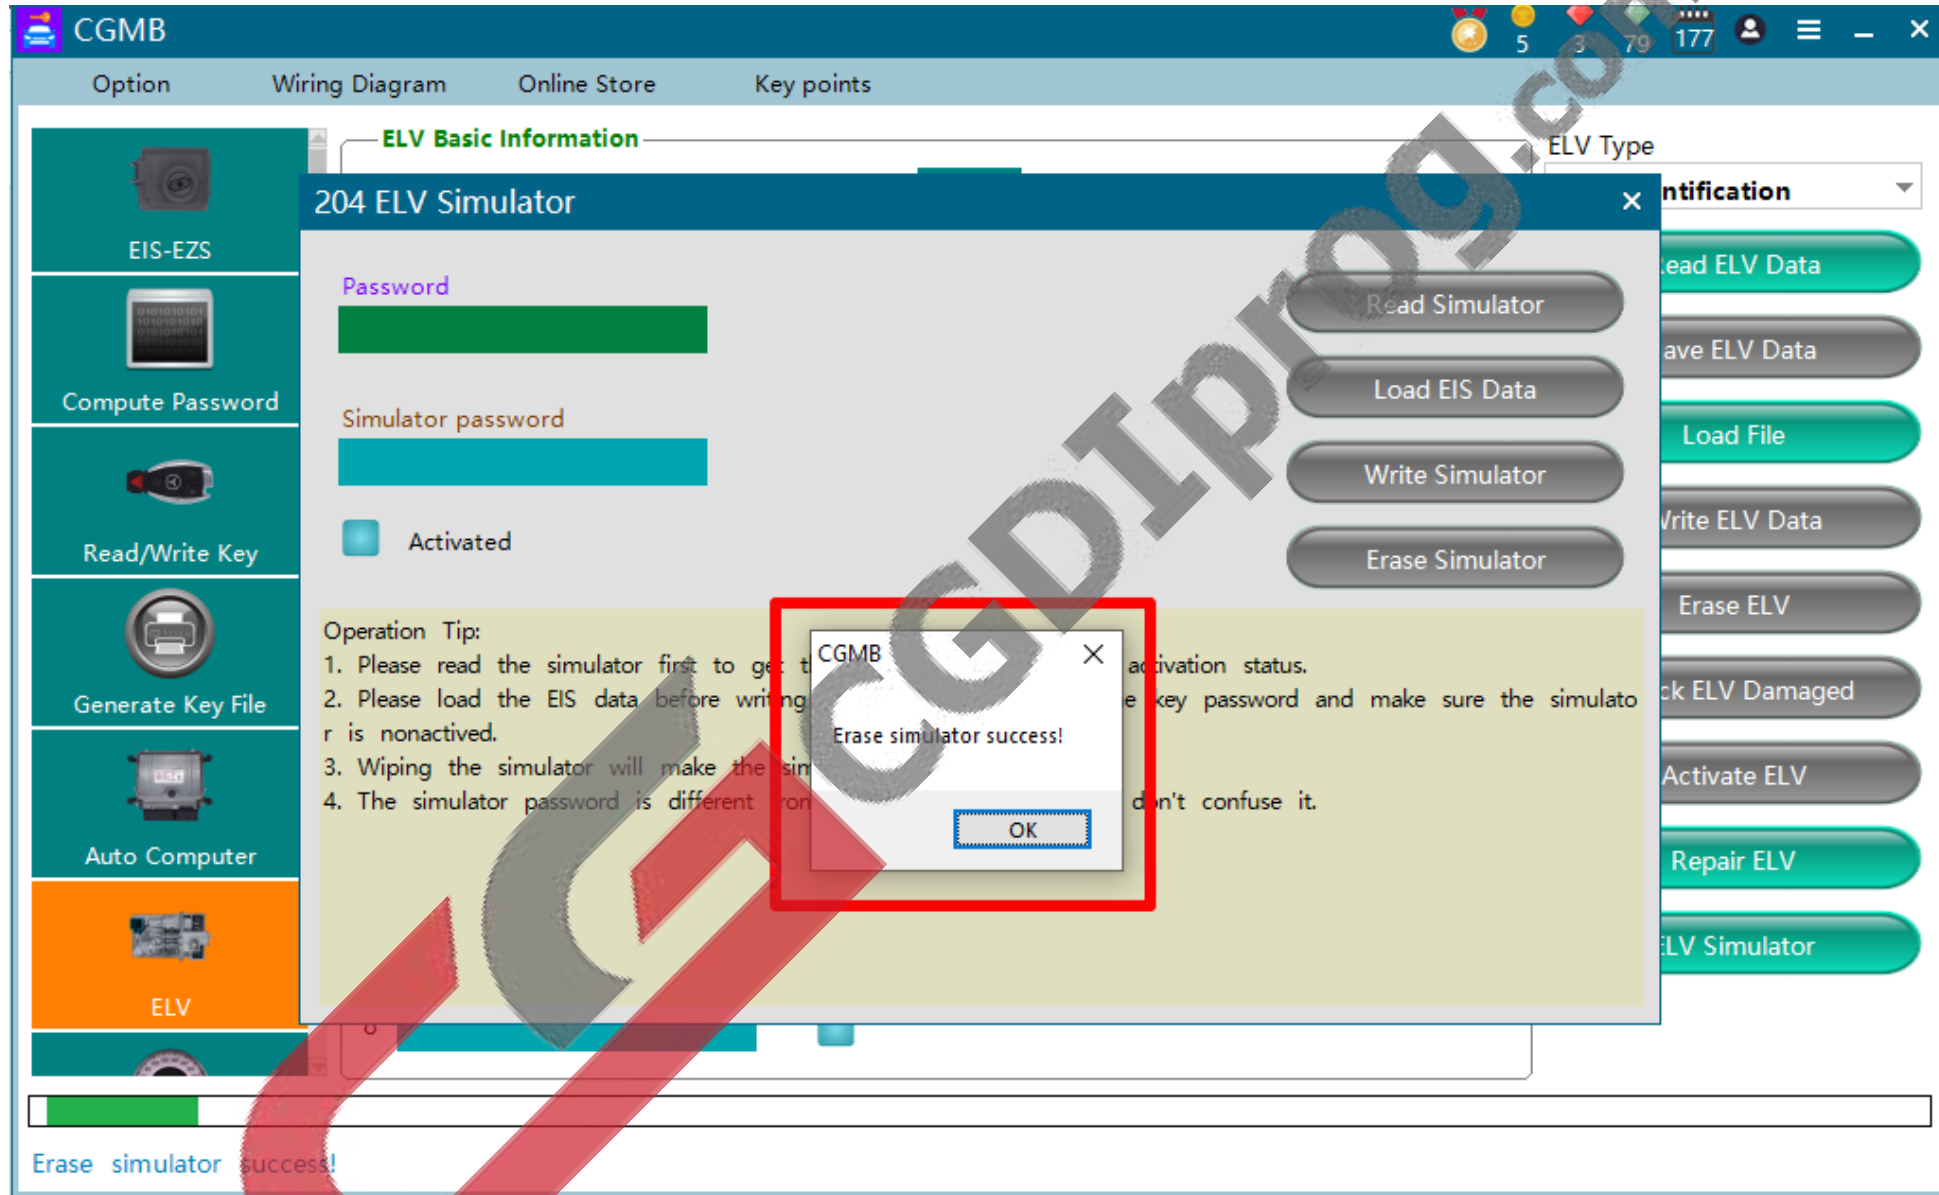 CGMB
5
3
79
177
Option
Wiring Diagram
Online Store
Key points
EIS-EZS
Compute Password
Read/Write Key
Generate Key File
Auto Computer
ELV
ELV Basic Information
ELV Type
ntification
ead ELV Data
ave ELV Data
Load File
rite ELV Data
Erase ELV
ck ELV Damaged
Activate ELV
Repair ELV
LV Simulator
204 ELV Simulator
Password
Simulator password
Activated
Read Simulator
Load EIS Data
Write Simulator
Erase Simulator
Operation Tip:
1. Please read the simulator first to get activation status.
2. Please load the EIS data before writing key password and make sure the simulato
r is nonactived.
3. Wiping the simulator will make the sim
4. The simulator password is different don't confuse it.
CGMB
Erase simulator success!
OK
Erase simulator success!
CGDIprog.com